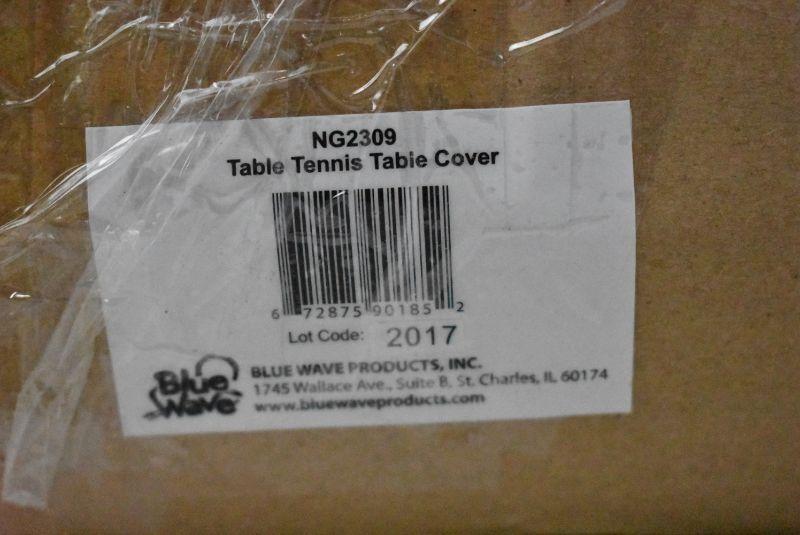 NG2309
Table Tennis Table Cover
6 72875 90185 2
Lot Code: 2017
Blue Wave
BLUE WAVE PRODUCTS, INC.
1745 Wallace Ave., Suite B, St. Charles, IL 60174
www.bluewaveproducts.com